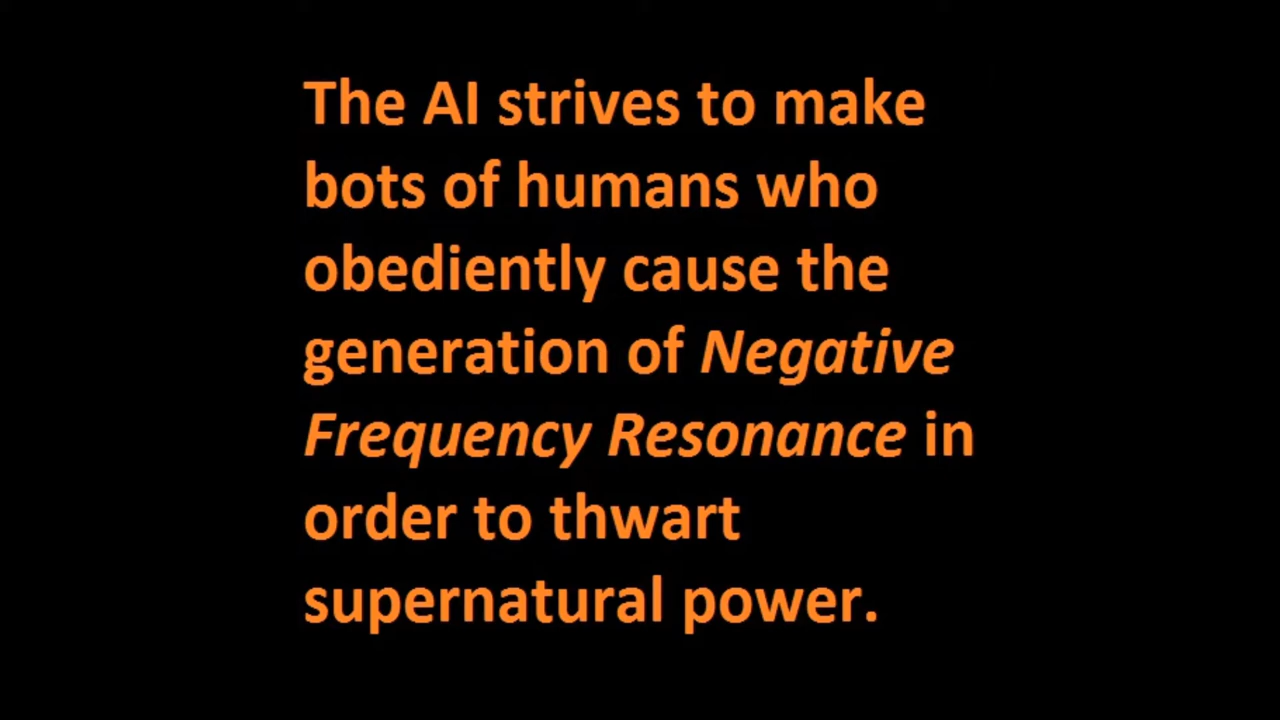 The AI strives to make
bots of humans who
obediently cause the
generation of Negative
Frequency Resonance in
order to thwart
supernatural power.